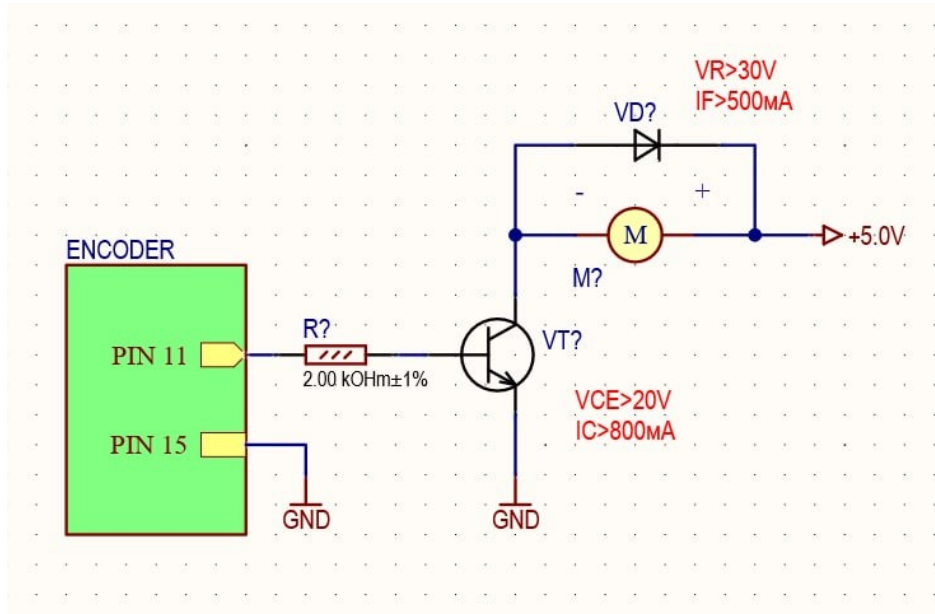 VR>30V
IF>500мА
VD?
-
+
M
+5.0V
M?
ENCODER
R?
PIN 11
2.00 kOHm±1%
VT?
VCE>20V
IC>800мА
PIN 15
GND
GND